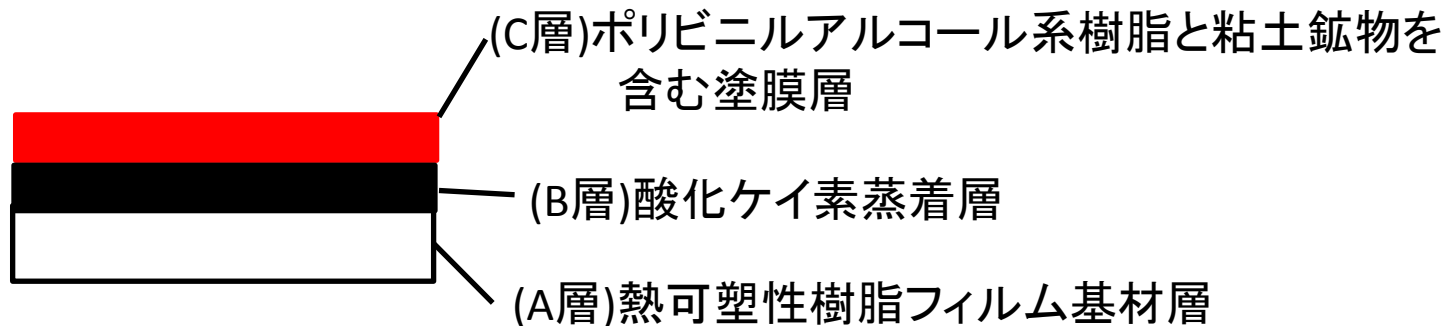 (C層)ポリビニルアルコール系樹脂と粘土鉱物を
含む塗膜層
(B層)酸化ケイ素蒸着層
(A層)熱可塑性樹脂フィルム基材層